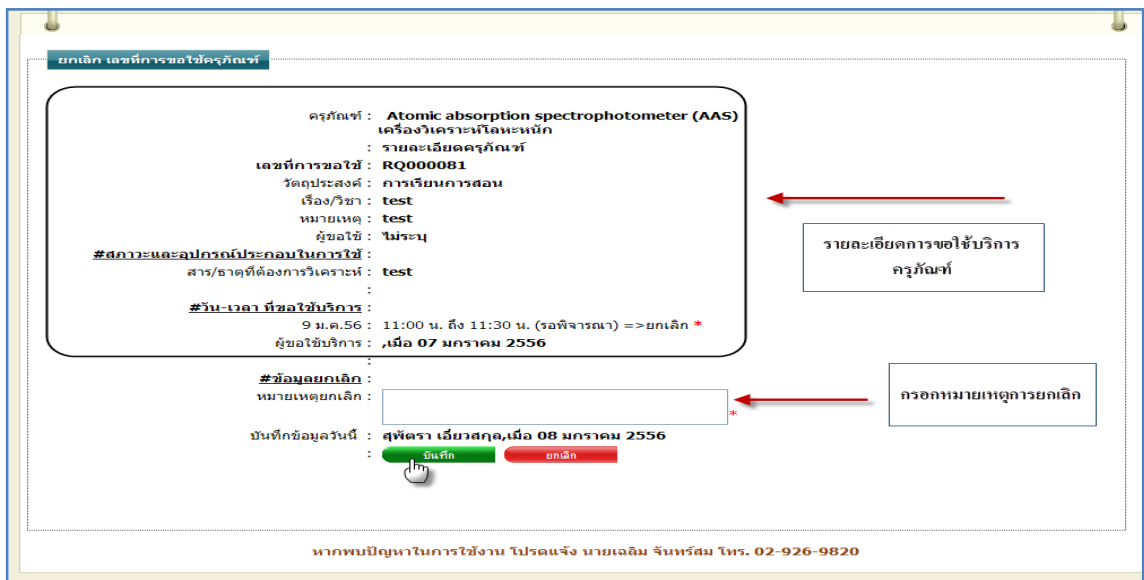 ยกเลิก เลขที่การขอใช้ครุภัณฑ์
ครุภัณฑ์ : Atomic absorption spectrophotometer (AAS)
เครื่องวิเคราะห์โลหะหนัก
: รายละเอียดครุภัณฑ์
เลขที่การขอใช้ : RQ000081
วัตถุประสงค์ : การเรียนการสอน
เรื่อง/วิชา : test
หมายเหตุ : test
ผู้ขอใช้ : ไม่ระบุ
#สภาวะและอุปกรณ์ประกอบในการใช้ :
สาร/ธาตุที่ต้องการวิเคราะห์ : test
:
#วัน-เวลา ที่ขอใช้บริการ :
9 ม.ค.56 : 11:00 น. ถึง 11:30 น. (รอพิจารณา) =>ยกเลิก *
ผู้ขอใช้บริการ : ,เมื่อ 07 มกราคม 2556
:
รายละเอียดการขอใช้บริการ
ครุภัณฑ์
#ข้อมูลยกเลิก :
หมายเหตุยกเลิก :
*
กรอกหมายเหตุการยกเลิก
บันทึกข้อมูลวันนี้ : สุพัตรา เอี่ยวสกุล,เมื่อ 08 มกราคม 2556
: บันทึก ยกเลิก
หากพบปัญหาในการใช้งาน โปรดแจ้ง นายเฉลิม จันทร์สม โทร. 02-926-9820